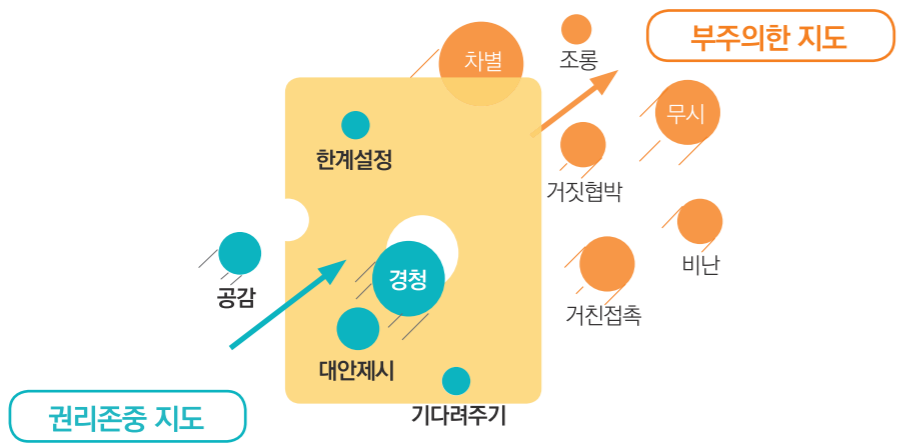 부주의한 지도
차별
조롱
무시
한계설정
거짓협박
비난
공감
경청
거친접촉
대안제시
기다려주기
권리존중 지도